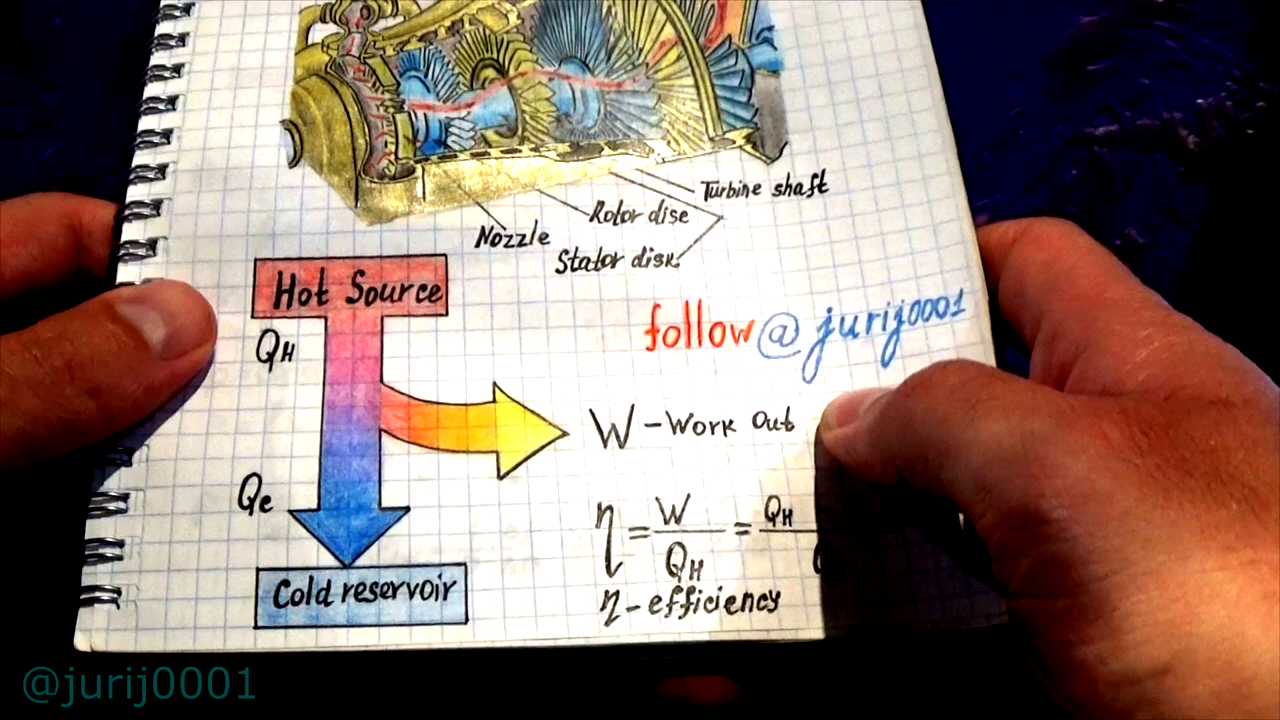 Turbine shaft
Rotor disc
Nozzle
Stator disk
Hot Source
QH
follow @jurij0001
W - Work Out
Qc
η = W / QH = QH
η - efficiency
Cold reservoir
@jurij0001